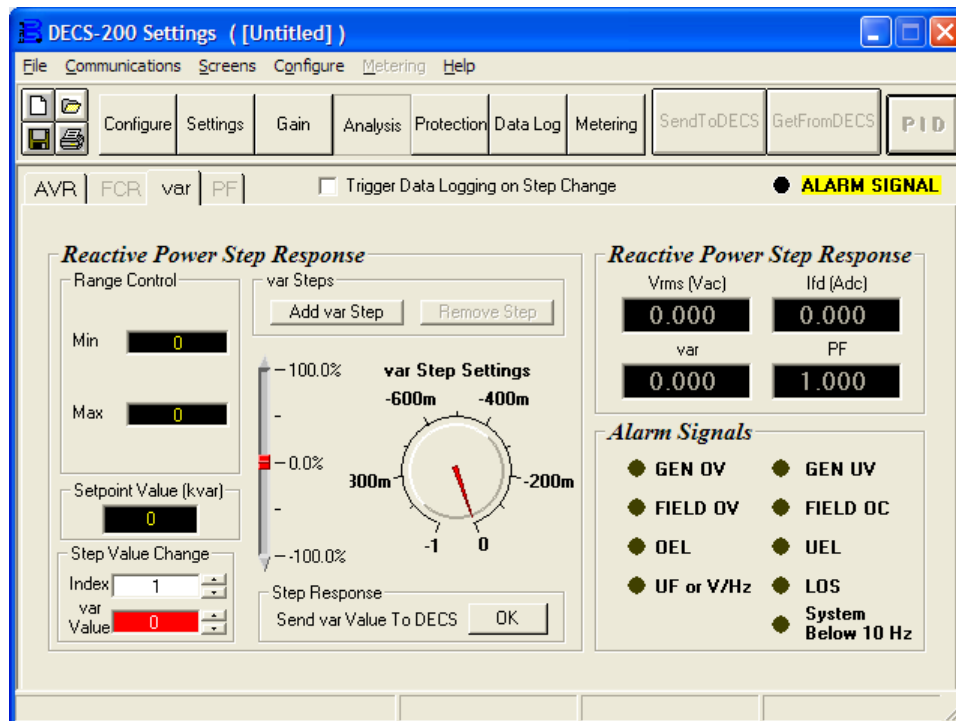 DECS-200 Settings ( [Untitled] )
File Communications Screens Configure Metering Help
Configure Settings Gain Analysis Protection Data Log Metering SendToDECS GetFromDECS PID
AVR FCR var PF Trigger Data Logging on Step Change ALARM SIGNAL
Reactive Power Step Response
Range Control
Min 0
Max 0
Setpoint Value (kvar)
0
Step Value Change
Index 1
var Value 0
var Steps
Add var Step Remove Step
100.0%
0.0%
-100.0%
var Step Settings
-600m -400m
300m -200m
-1 0
Step Response
Send var Value To DECS OK
Reactive Power Step Response
Vrms (Vac) Ifd (Adc)
0.000 0.000
var PF
0.000 1.000
Alarm Signals
GEN OV GEN UV
FIELD OV FIELD OC
OEL UEL
UF or V/Hz LOS
System
Below 10 Hz